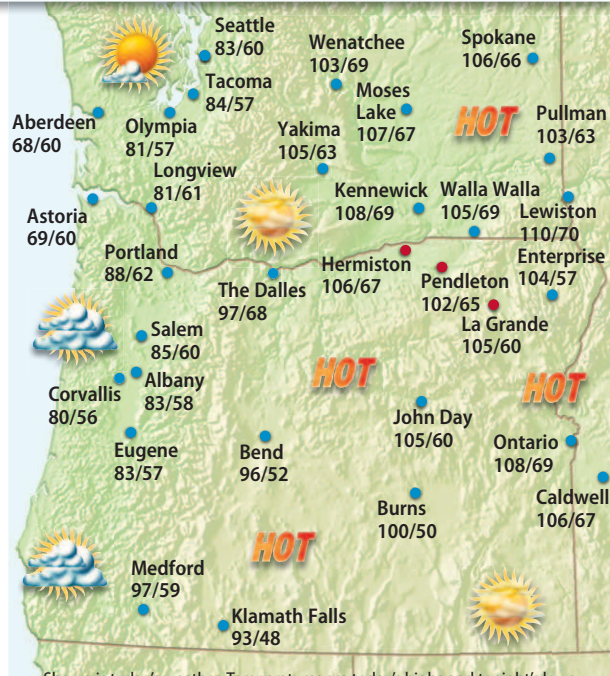 Seattle
83/60
Wenatchee
103/69
Spokane
106/66
Tacoma
84/57
Moses
Lake
107/67
HOT
Pullman
103/63
Aberdeen
68/60
Olympia
81/57
Yakima
105/63
Longview
81/61
Kennewick
108/69
Walla Walla
105/69
Lewiston
110/70
Astoria
69/60
Portland
88/62
The Dalles
97/68
Hermiston
106/67
Pendleton
102/65
Enterprise
104/57
La Grande
105/60
Salem
85/60
HOT
HOT
Corvallis
80/56
Albany
83/58
John Day
105/60
Eugene
83/57
Bend
96/52
Ontario
108/69
Burns
100/50
Caldwell
106/67
HOT
Medford
97/59
Klamath Falls
93/48